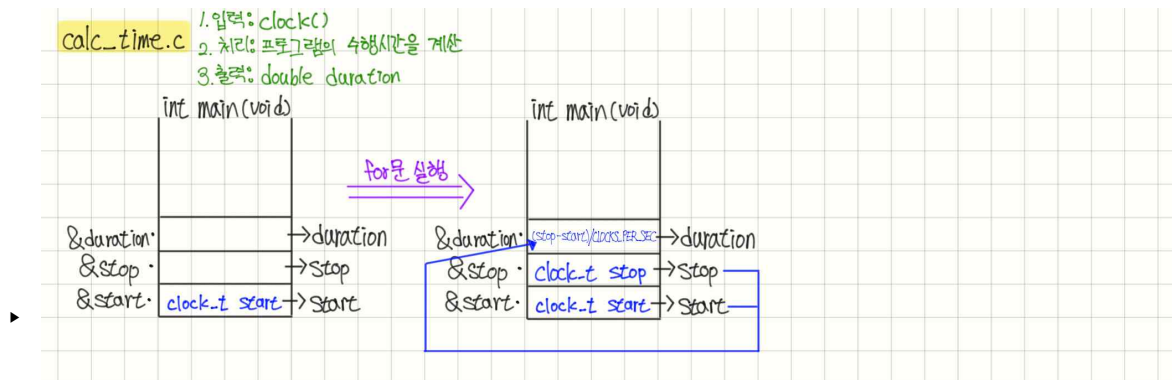 calc_time.c
1. 입력: clock()
2. 처리: 프로그램의 수행시간을 계산
3. 출력: double duration
int main(void)
&duration· →duration
&stop · →stop
&start· clock_t start →start
for문 실행
int main(void)
&duration· (stop-start)/CLOCKS_PER_SEC →duration
&stop · clock_t stop →stop
&start· clock_t start →start